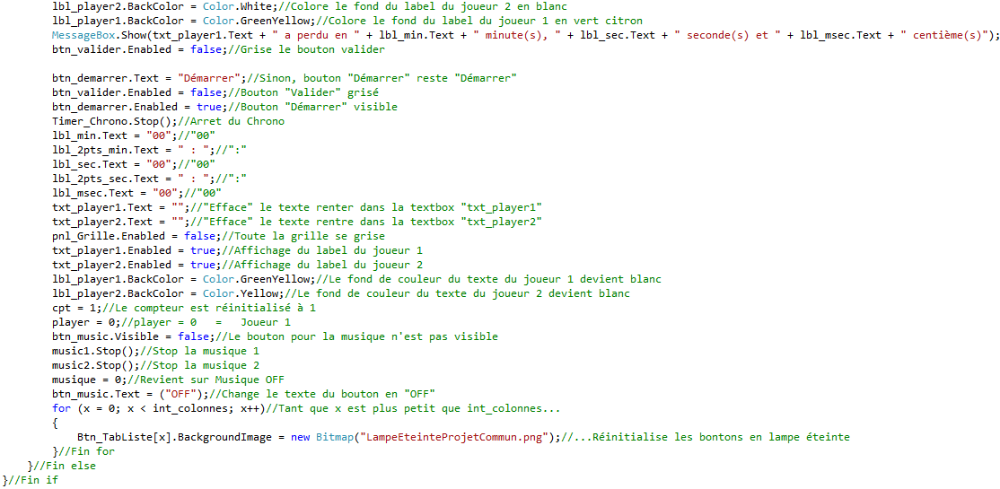 lbl_player2.BackColor = Color.White;//Colore le fond du label du joueur 2 en blanc
lbl_player1.BackColor = Color.GreenYellow;//Colore le fond du label du joueur 1 en vert citron
MessageBox.Show(txt_player1.Text + " a perdu en " + lbl_min.Text + " minute(s), " + lbl_sec.Text + " seconde(s) et " + lbl_msec.Text + " centième(s)");
btn_valider.Enabled = false;//Grise le bouton valider
btn_demarrer.Text = "Démarrer";//Sinon, bouton "Démarrer" reste "Démarrer"
btn_valider.Enabled = false;//Bouton "Valider" grisé
btn_demarrer.Enabled = true;//Bouton "Démarrer" visible
Timer_Chrono.Stop();//Arret du Chrono
lbl_min.Text = "00";//"00"
lbl_2pts_min.Text = " : ";//":"
lbl_sec.Text = "00";//"00"
lbl_2pts_sec.Text = " : ";//":"
lbl_msec.Text = "00";//"00"
txt_player1.Text = "";//"Efface" le texte renter dans la textbox "txt_player1"
txt_player2.Text = "";//"Efface" le texte rentre dans la textbox "txt_player2"
pnl_Grille.Enabled = false;//Toute la grille se grise
txt_player1.Enabled = true;//Affichage du label du joueur 1
txt_player2.Enabled = true;//Affichage du label du joueur 2
lbl_player1.BackColor = Color.GreenYellow;//Le fond de couleur du texte du joueur 1 devient blanc
lbl_player2.BackColor = Color.Yellow;//Le fond de couleur du texte du joueur 2 devient blanc
cpt = 1;//Le compteur est réinitialisé à 1
player = 0;//player = 0   =   Joueur 1
btn_music.Visible = false;//Le bouton pour la musique n'est pas visible
music1.Stop();//Stop la musique 1
music2.Stop();//Stop la musique 2
musique = 0;//Revient sur Musique OFF
btn_music.Text = ("OFF");//Change le texte du bouton en "OFF"
for (x = 0; x < int_colonnes; x++)//Tant que x est plus petit que int_colonnes...
{
Btn_TabListe[x].BackgroundImage = new Bitmap("LampeEteinteProjetCommun.png");//...Réinitialise les bontons en lampe éteinte
}//Fin for
}//Fin else
}//Fin if